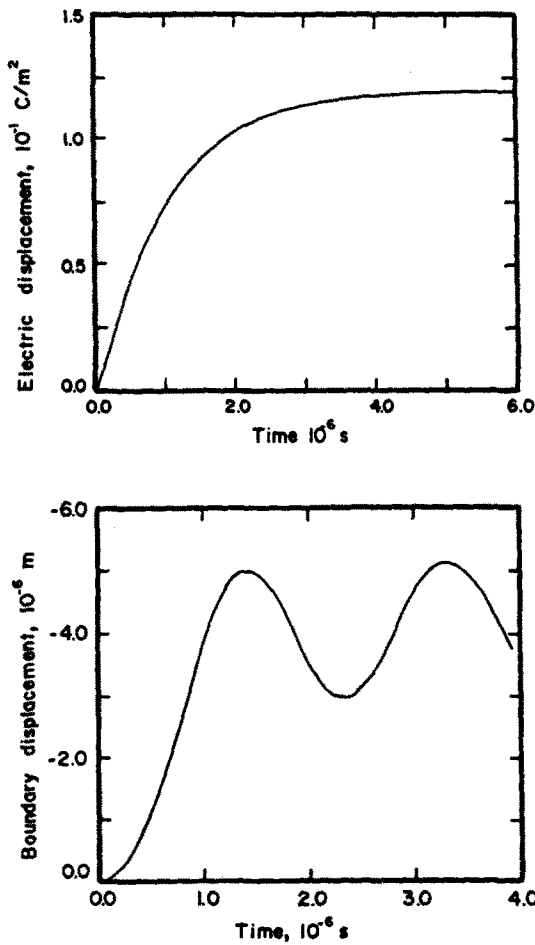 1.5
1.0
0.5
0.0
Electric displacement, 10⁻¹ C/m²
0.0 2.0 4.0 6.0
Time 10⁻⁶ s
-6.0
-4.0
-2.0
0.0
Boundary displacement, 10⁻⁶ m
0.0 1.0 2.0 3.0 4.0
Time, 10⁻⁶ s